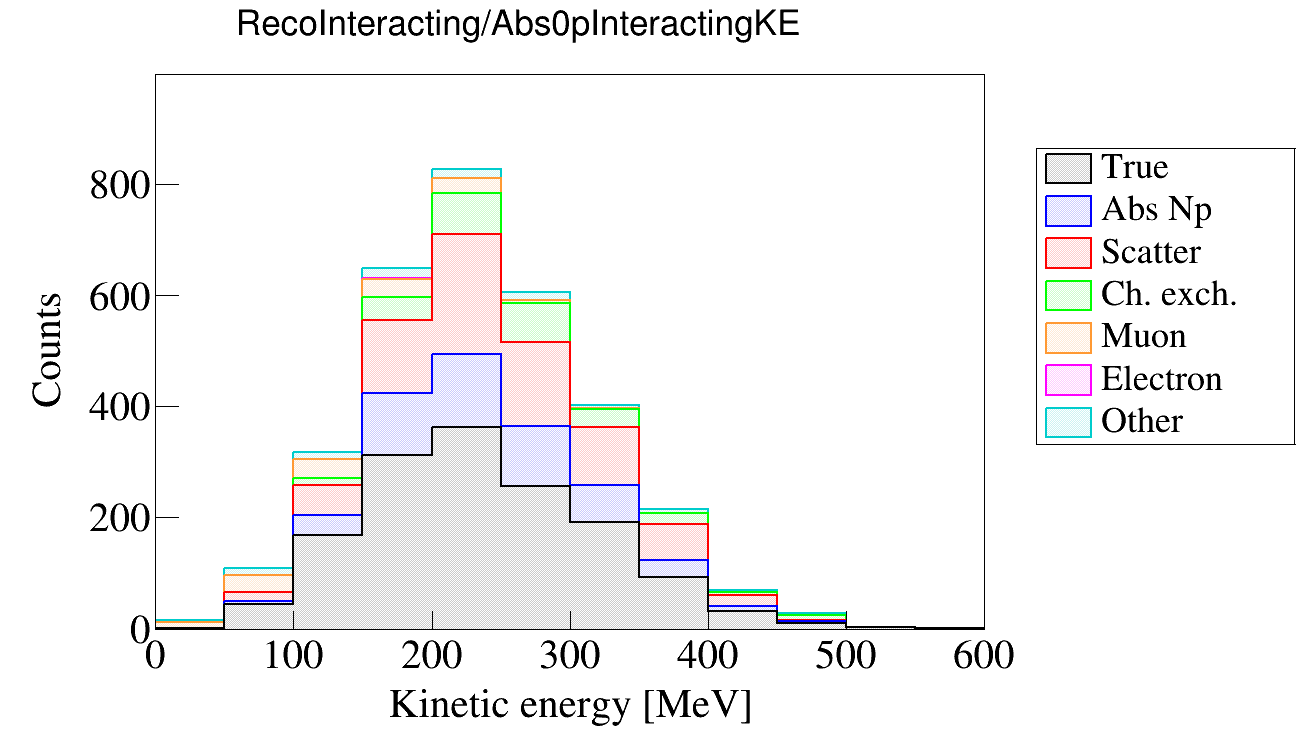 RecoInteracting/Abs0pInteractingKE
Counts
800
600
400
200
0
0 100 200 300 400 500 600
Kinetic energy [MeV]
True
Abs Np
Scatter
Ch. exch.
Muon
Electron
Other